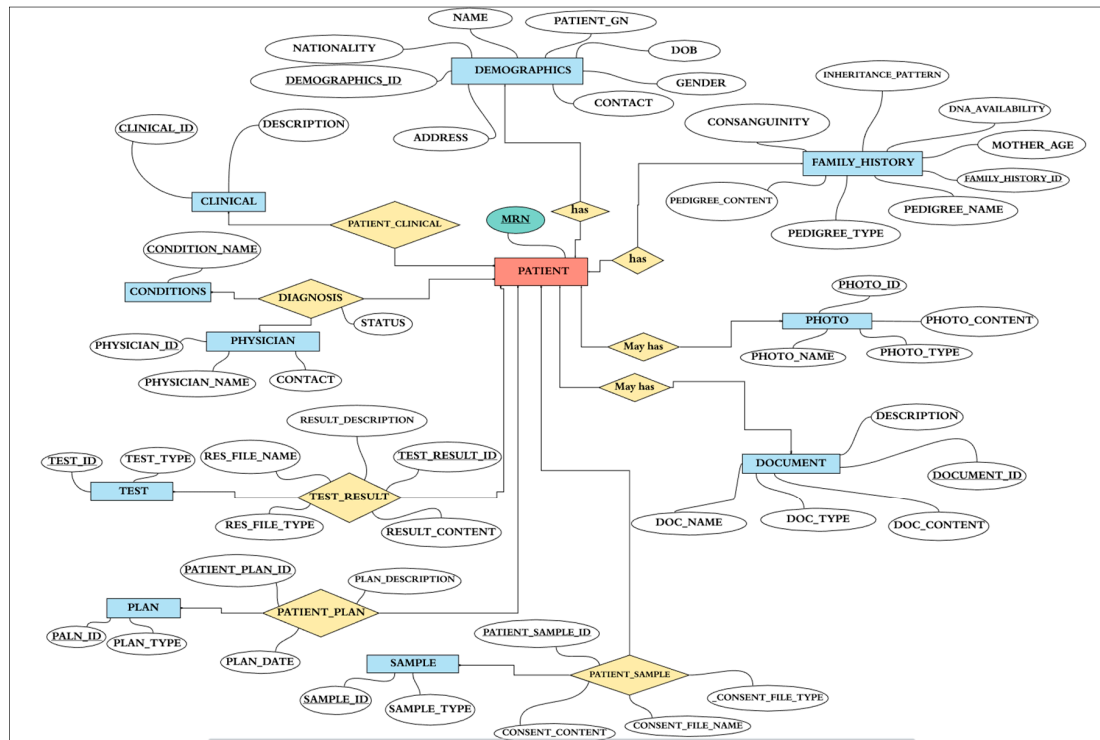 NAME
PATIENT_GN
NATIONALITY
DOB
DEMOGRAPHICS
DEMOGRAPHICS_ID
GENDER
CONTACT
ADDRESS
INHERITANCE_PATTERN
DNA_AVAILABILITY
CONSANGUINITY
MOTHER_AGE
FAMILY_HISTORY
FAMILY_HISTORY_ID
PEDIGREE_CONTENT
PEDIGREE_NAME
PEDIGREE_TYPE
CLINICAL_ID
DESCRIPTION
CLINICAL
PATIENT_CLINICAL
MRN
has
has
PATIENT
CONDITION_NAME
CONDITIONS
DIAGNOSIS
STATUS
PHYSICIAN_ID
PHYSICIAN
PHYSICIAN_NAME
CONTACT
PHOTO_ID
PHOTO
PHOTO_CONTENT
PHOTO_NAME
PHOTO_TYPE
May has
May has
DESCRIPTION
DOCUMENT
DOCUMENT_ID
DOC_NAME
DOC_TYPE
DOC_CONTENT
RESULT_DESCRIPTION
RES_FILE_NAME
TEST_RESULT_ID
TEST_ID
TEST_TYPE
TEST
TEST_RESULT
RES_FILE_TYPE
RESULT_CONTENT
PATIENT_PLAN_ID
PLAN_DESCRIPTION
PLAN
PATIENT_PLAN
PALN_ID
PLAN_TYPE
PLAN_DATE
PATIENT_SAMPLE_ID
SAMPLE
PATIENT_SAMPLE
SAMPLE_ID
SAMPLE_TYPE
_CONSENT_FILE_TYPE
CONSENT_FILE_NAME
CONSENT_CONTENT